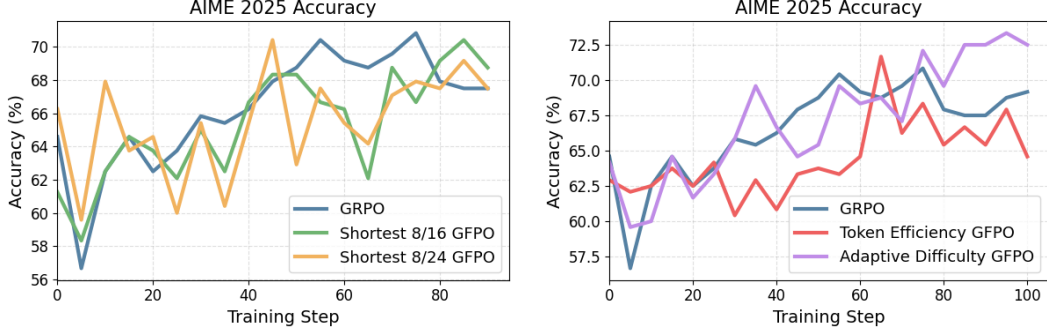 AIME 2025 Accuracy
70
68
66
64
62
60
58
56
Accuracy (%)
GRPO
Shortest 8/16 GFPO
Shortest 8/24 GFPO
0
20
40
60
80
Training Step
AIME 2025 Accuracy
72.5
70.0
67.5
65.0
62.5
60.0
57.5
Accuracy (%)
GRPO
Token Efficiency GFPO
Adaptive Difficulty GFPO
0
20
40
60
80
100
Training Step